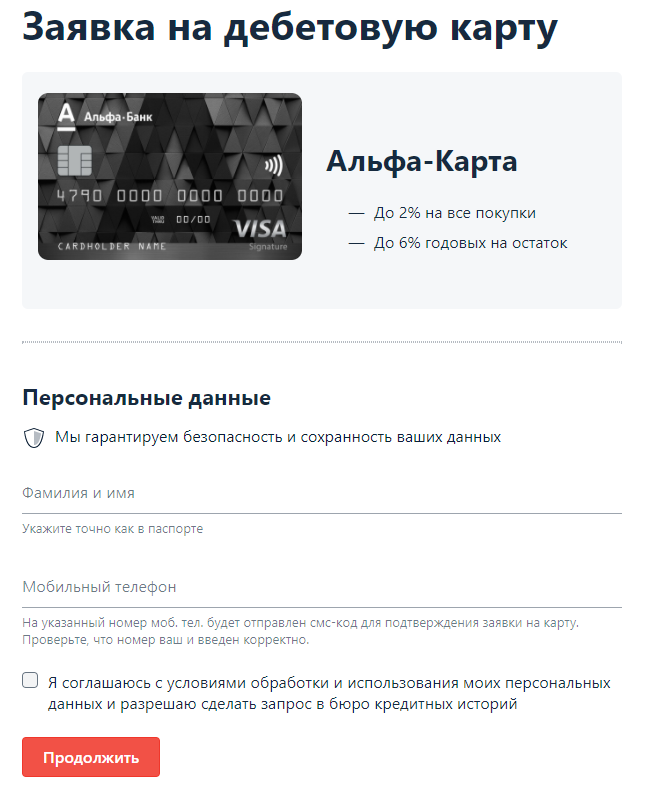 Заявка на дебетовую карту
Альфа·Банк
4790 0000 0000 0000
VALID THRU 00/00
VISA
Signature
CARDHOLDER NAME
Альфа-Карта
— До 2% на все покупки
— До 6% годовых на остаток
Персональные данные
Мы гарантируем безопасность и сохранность ваших данных
Фамилия и имя
Укажите точно как в паспорте
Мобильный телефон
На указанный номер моб. тел. будет отправлен смс-код для подтверждения заявки на карту.
Проверьте, что номер ваш и введен корректно.
Я соглашаюсь с условиями обработки и использования моих персональных
данных и разрешаю сделать запрос в бюро кредитных историй
Продолжить